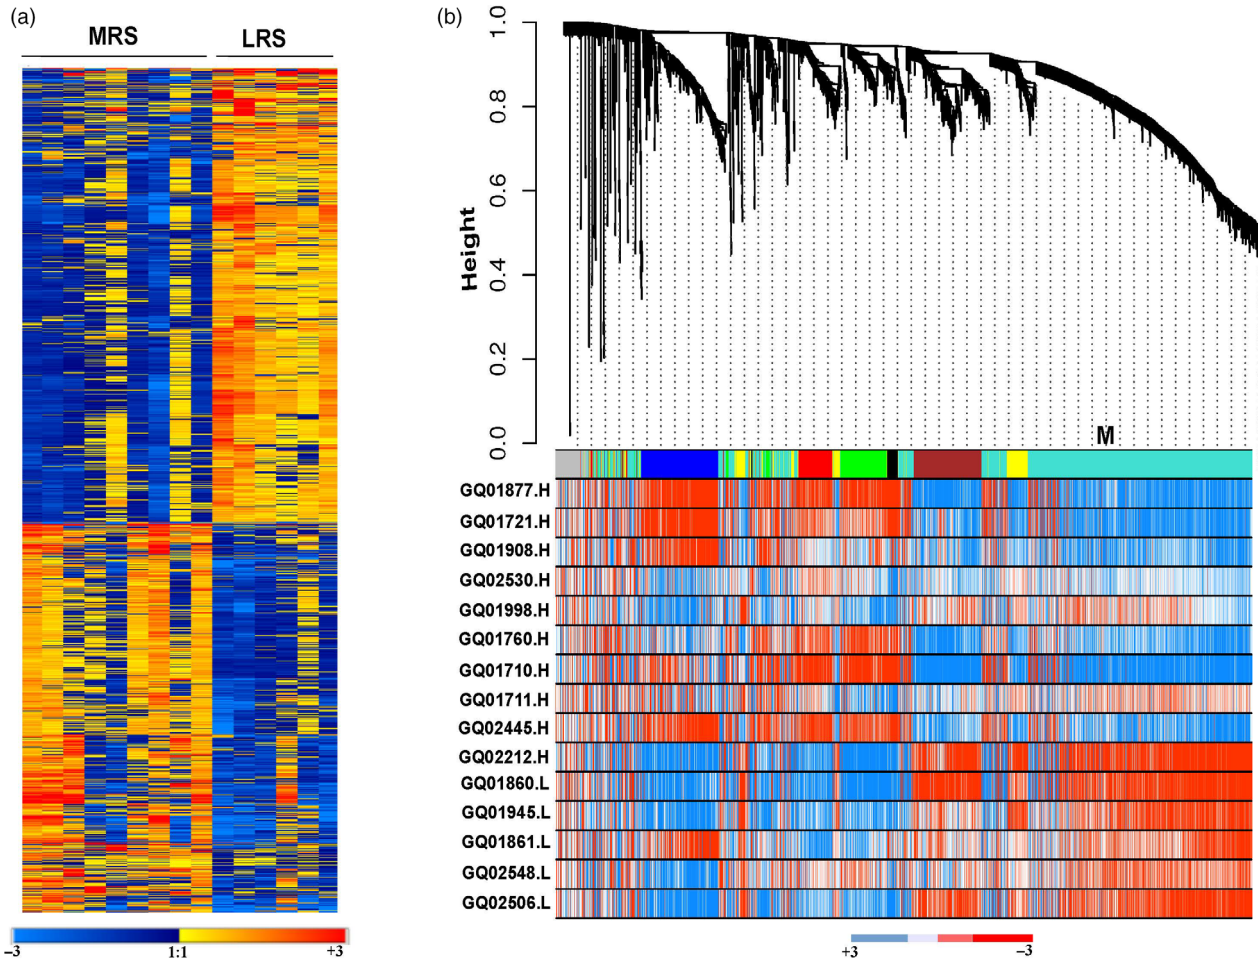 (a)
MRS LRS
−3 1:1 +3
(b)
Height
1.0
0.8
0.6
0.4
0.2
0.0
M
GQ01877.H
GQ01721.H
GQ01908.H
GQ02530.H
GQ01998.H
GQ01760.H
GQ01710.H
GQ01711.H
GQ02445.H
GQ02212.H
GQ01860.L
GQ01945.L
GQ01861.L
GQ02548.L
GQ02506.L
+3 −3